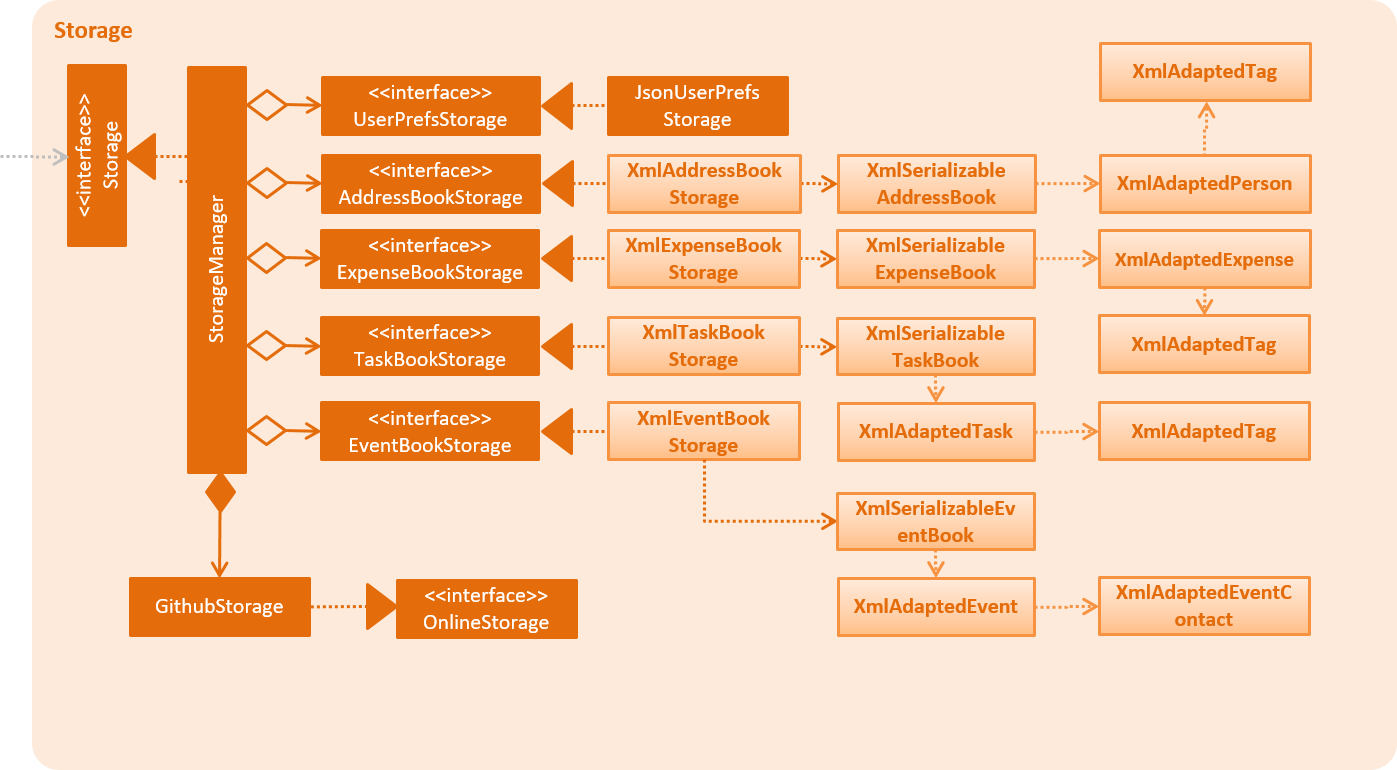 Storage
<<interface>>
Storage
StorageManager
<<interface>>
UserPrefsStorage
JsonUserPrefs
Storage
XmlAdaptedTag
<<interface>>
AddressBookStorage
XmlAddressBook
Storage
XmlSerializable
AddressBook
XmlAdaptedPerson
<<interface>>
ExpenseBookStorage
XmlExpenseBook
Storage
XmlSerializable
ExpenseBook
XmlAdaptedExpense
<<interface>>
TaskBookStorage
XmlTaskBook
Storage
XmlSerializable
TaskBook
XmlAdaptedTag
<<interface>>
EventBookStorage
XmlEventBook
Storage
XmlAdaptedTask
XmlAdaptedTag
XmlSerializableEv
entBook
GithubStorage
<<interface>>
OnlineStorage
XmlAdaptedEvent
XmlAdaptedEventC
ontact